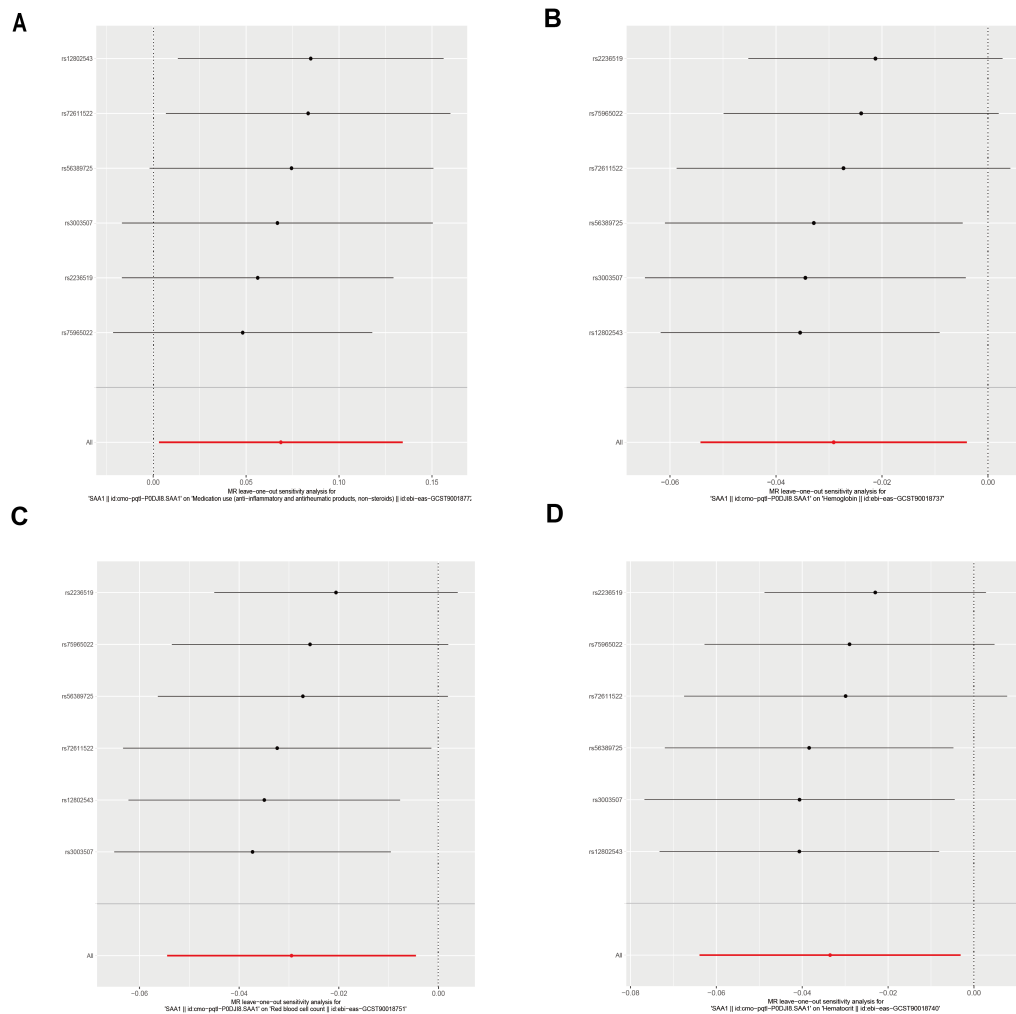 A
rs12802543
rs72611522
rs56389725
rs3003507
rs2236519
rs75965022
All
0.00 0.05 0.10 0.15
MR leave−one−out sensitivity analysis for
'SAA1 || id:cmo−pqtl−P0DJI8.SAA1' on 'Medication use (anti−inflammatory and antirheumatic products, non−steroids) || id:ebi−eas−GCST9001877
B
rs2236519
rs75965022
rs72611522
rs56389725
rs3003507
rs12802543
All
−0.06 −0.04 −0.02 0.00
MR leave−one−out sensitivity analysis for
'SAA1 || id:cmo−pqtl−P0DJI8.SAA1' on 'Hemoglobin || id:ebi−eas−GCST90018737'
C
rs2236519
rs75965022
rs56389725
rs72611522
rs12802543
rs3003507
All
−0.06 −0.04 −0.02 0.00
MR leave−one−out sensitivity analysis for
'SAA1 || id:cmo−pqtl−P0DJI8.SAA1' on 'Red blood cell count || id:ebi−eas−GCST90018751'
D
rs2236519
rs75965022
rs72611522
rs56389725
rs3003507
rs12802543
All
−0.08 −0.06 −0.04 −0.02 0.00
MR leave−one−out sensitivity analysis for
'SAA1 || id:cmo−pqtl−P0DJI8.SAA1' on 'Hematocrit || id:ebi−eas−GCST90018740'